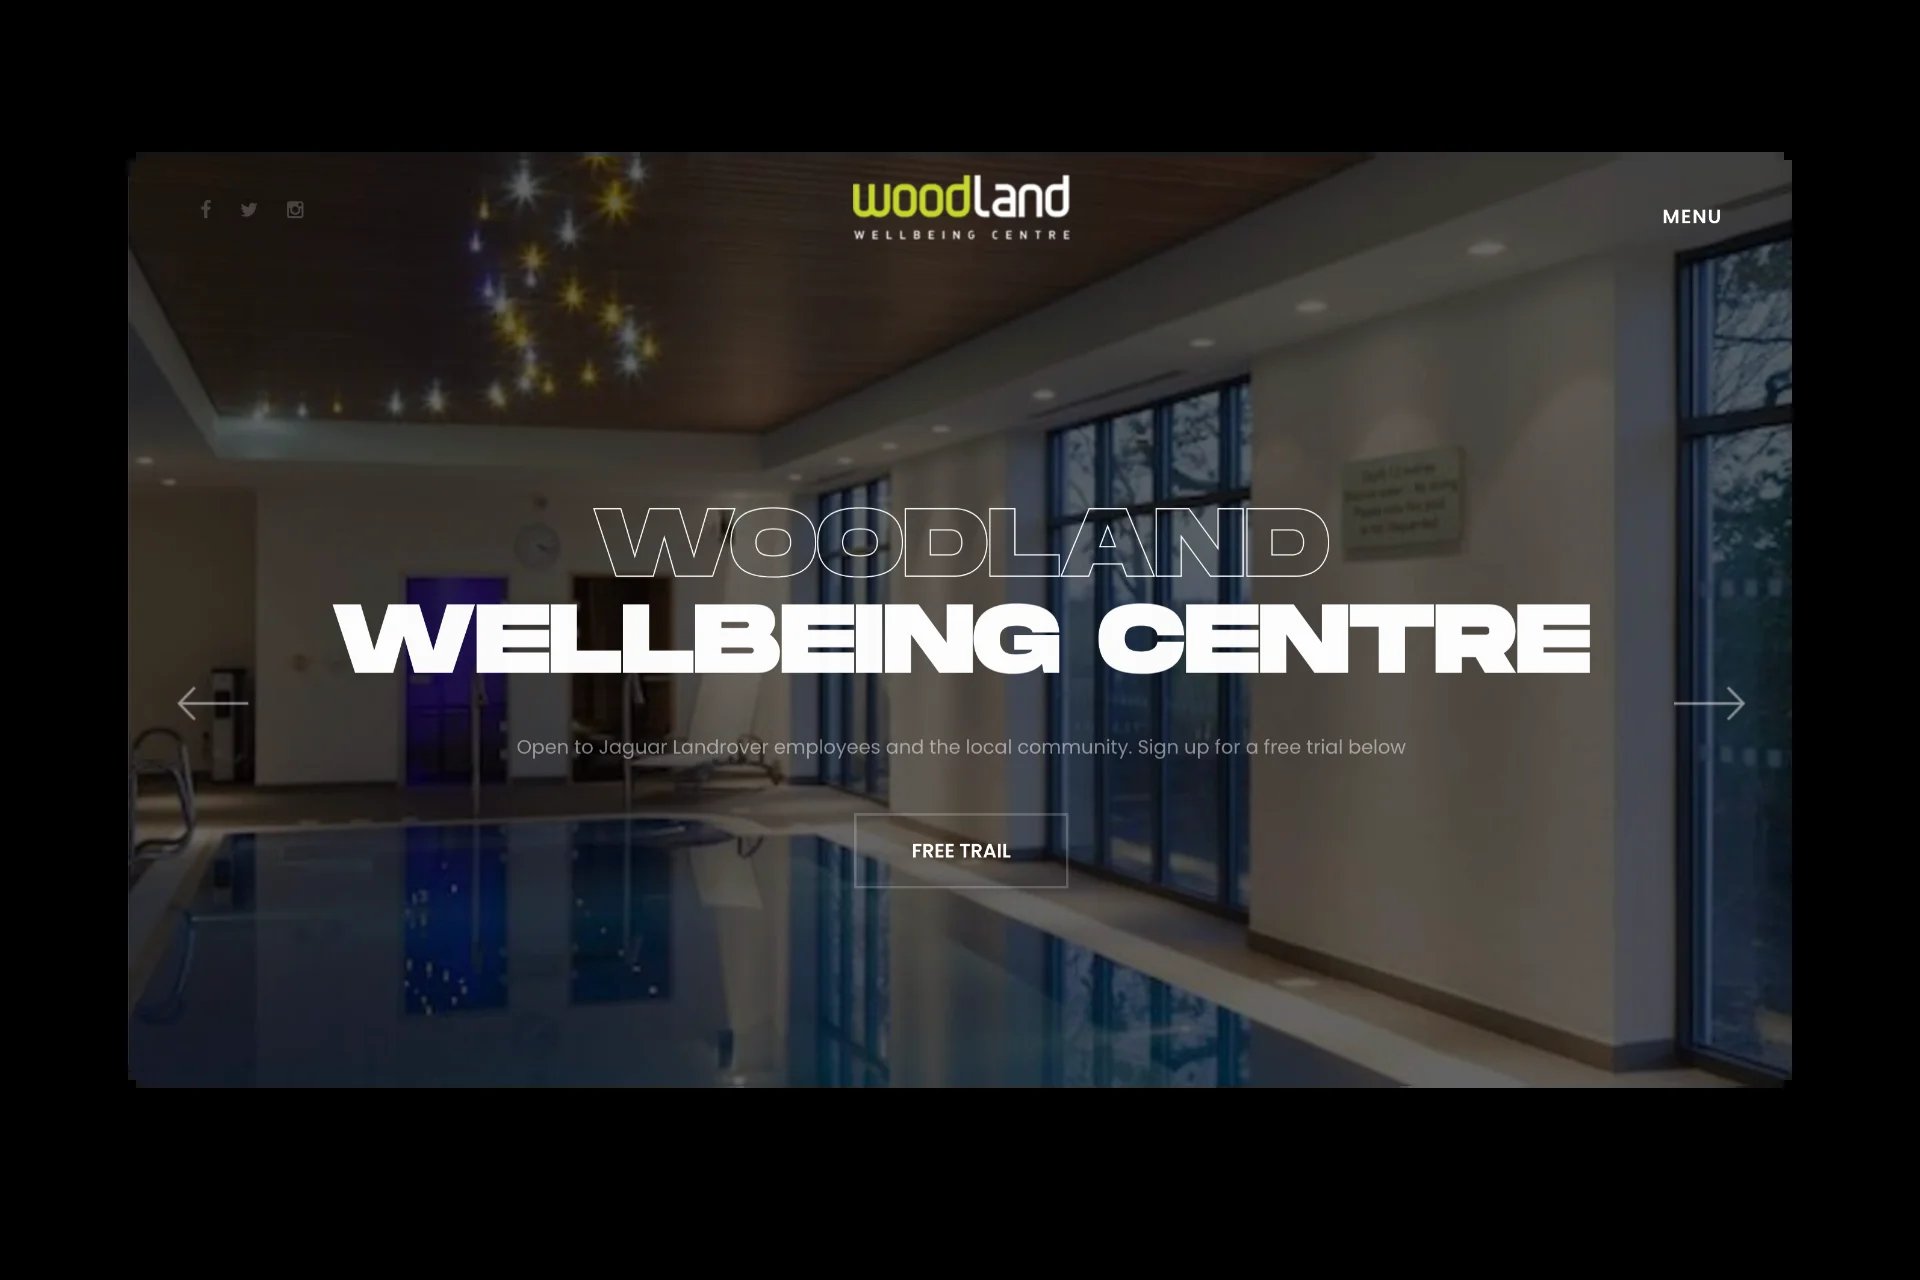 woodland
WELLBEING CENTRE
MENU
WOODLAND
WELLBEING CENTRE
Open to Jaguar Landrover employees and the local community. Sign up for a free trial below
FREE TRAIL